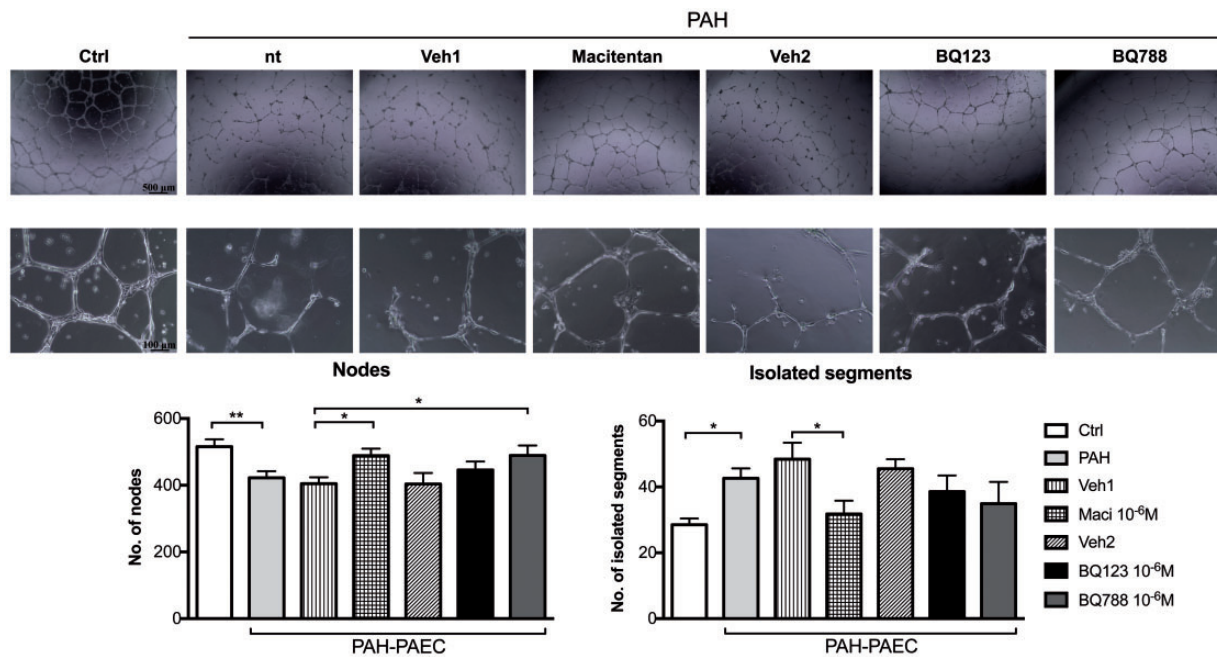 PAH
Ctrl nt Veh1 Macitentan Veh2 BQ123 BQ788
500 µm
100 µm
Nodes
Isolated segments
No. of nodes
600
400
200
0
** * *
PAH-PAEC
No. of isolated segments
60
40
20
0
* *
PAH-PAEC
Ctrl
PAH
Veh1
Maci 10⁻⁶M
Veh2
BQ123 10⁻⁶M
BQ788 10⁻⁶M